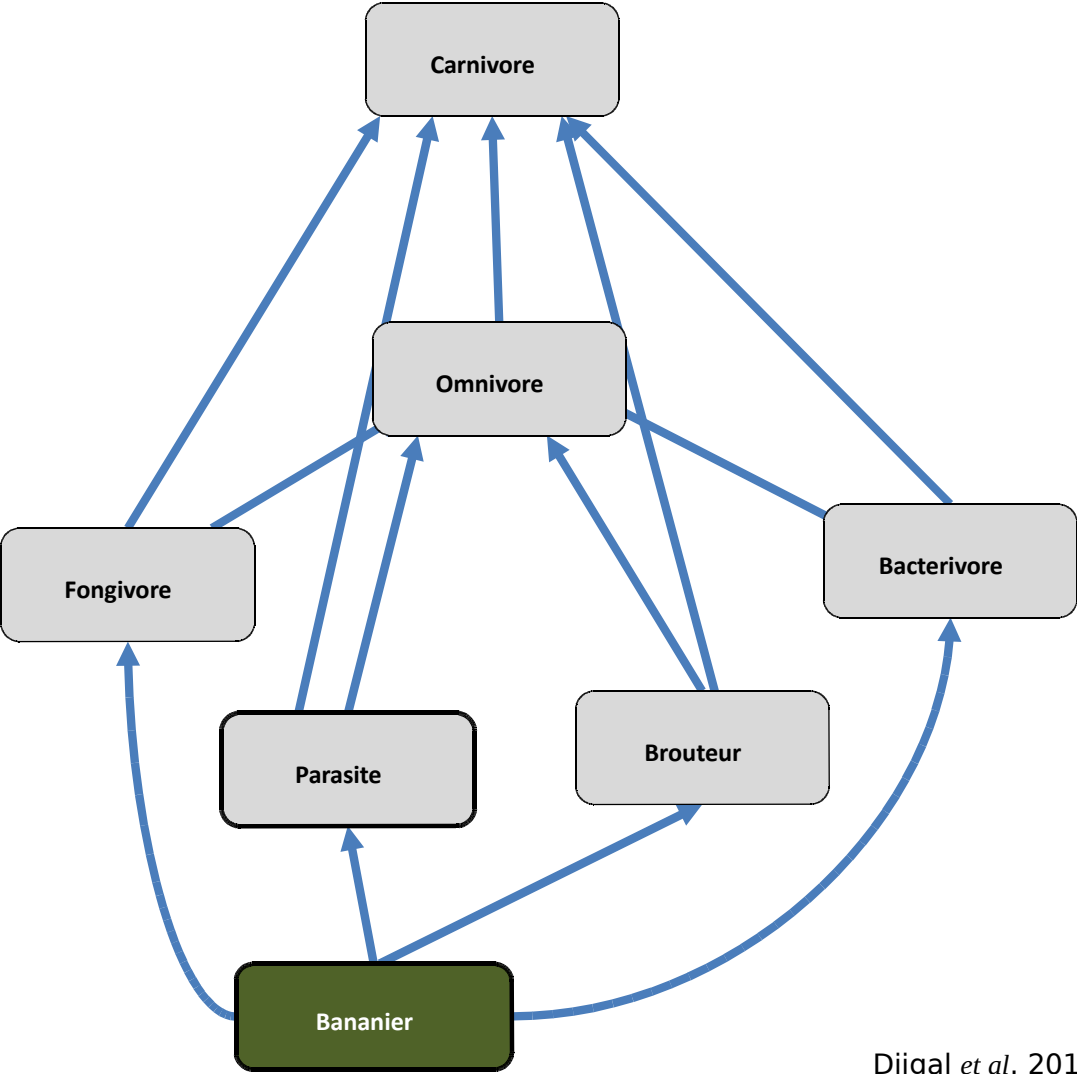 Carnivore
Omnivore
Fongivore
Bacterivore
Parasite
Brouteur
Bananier
Djigal et al. 201